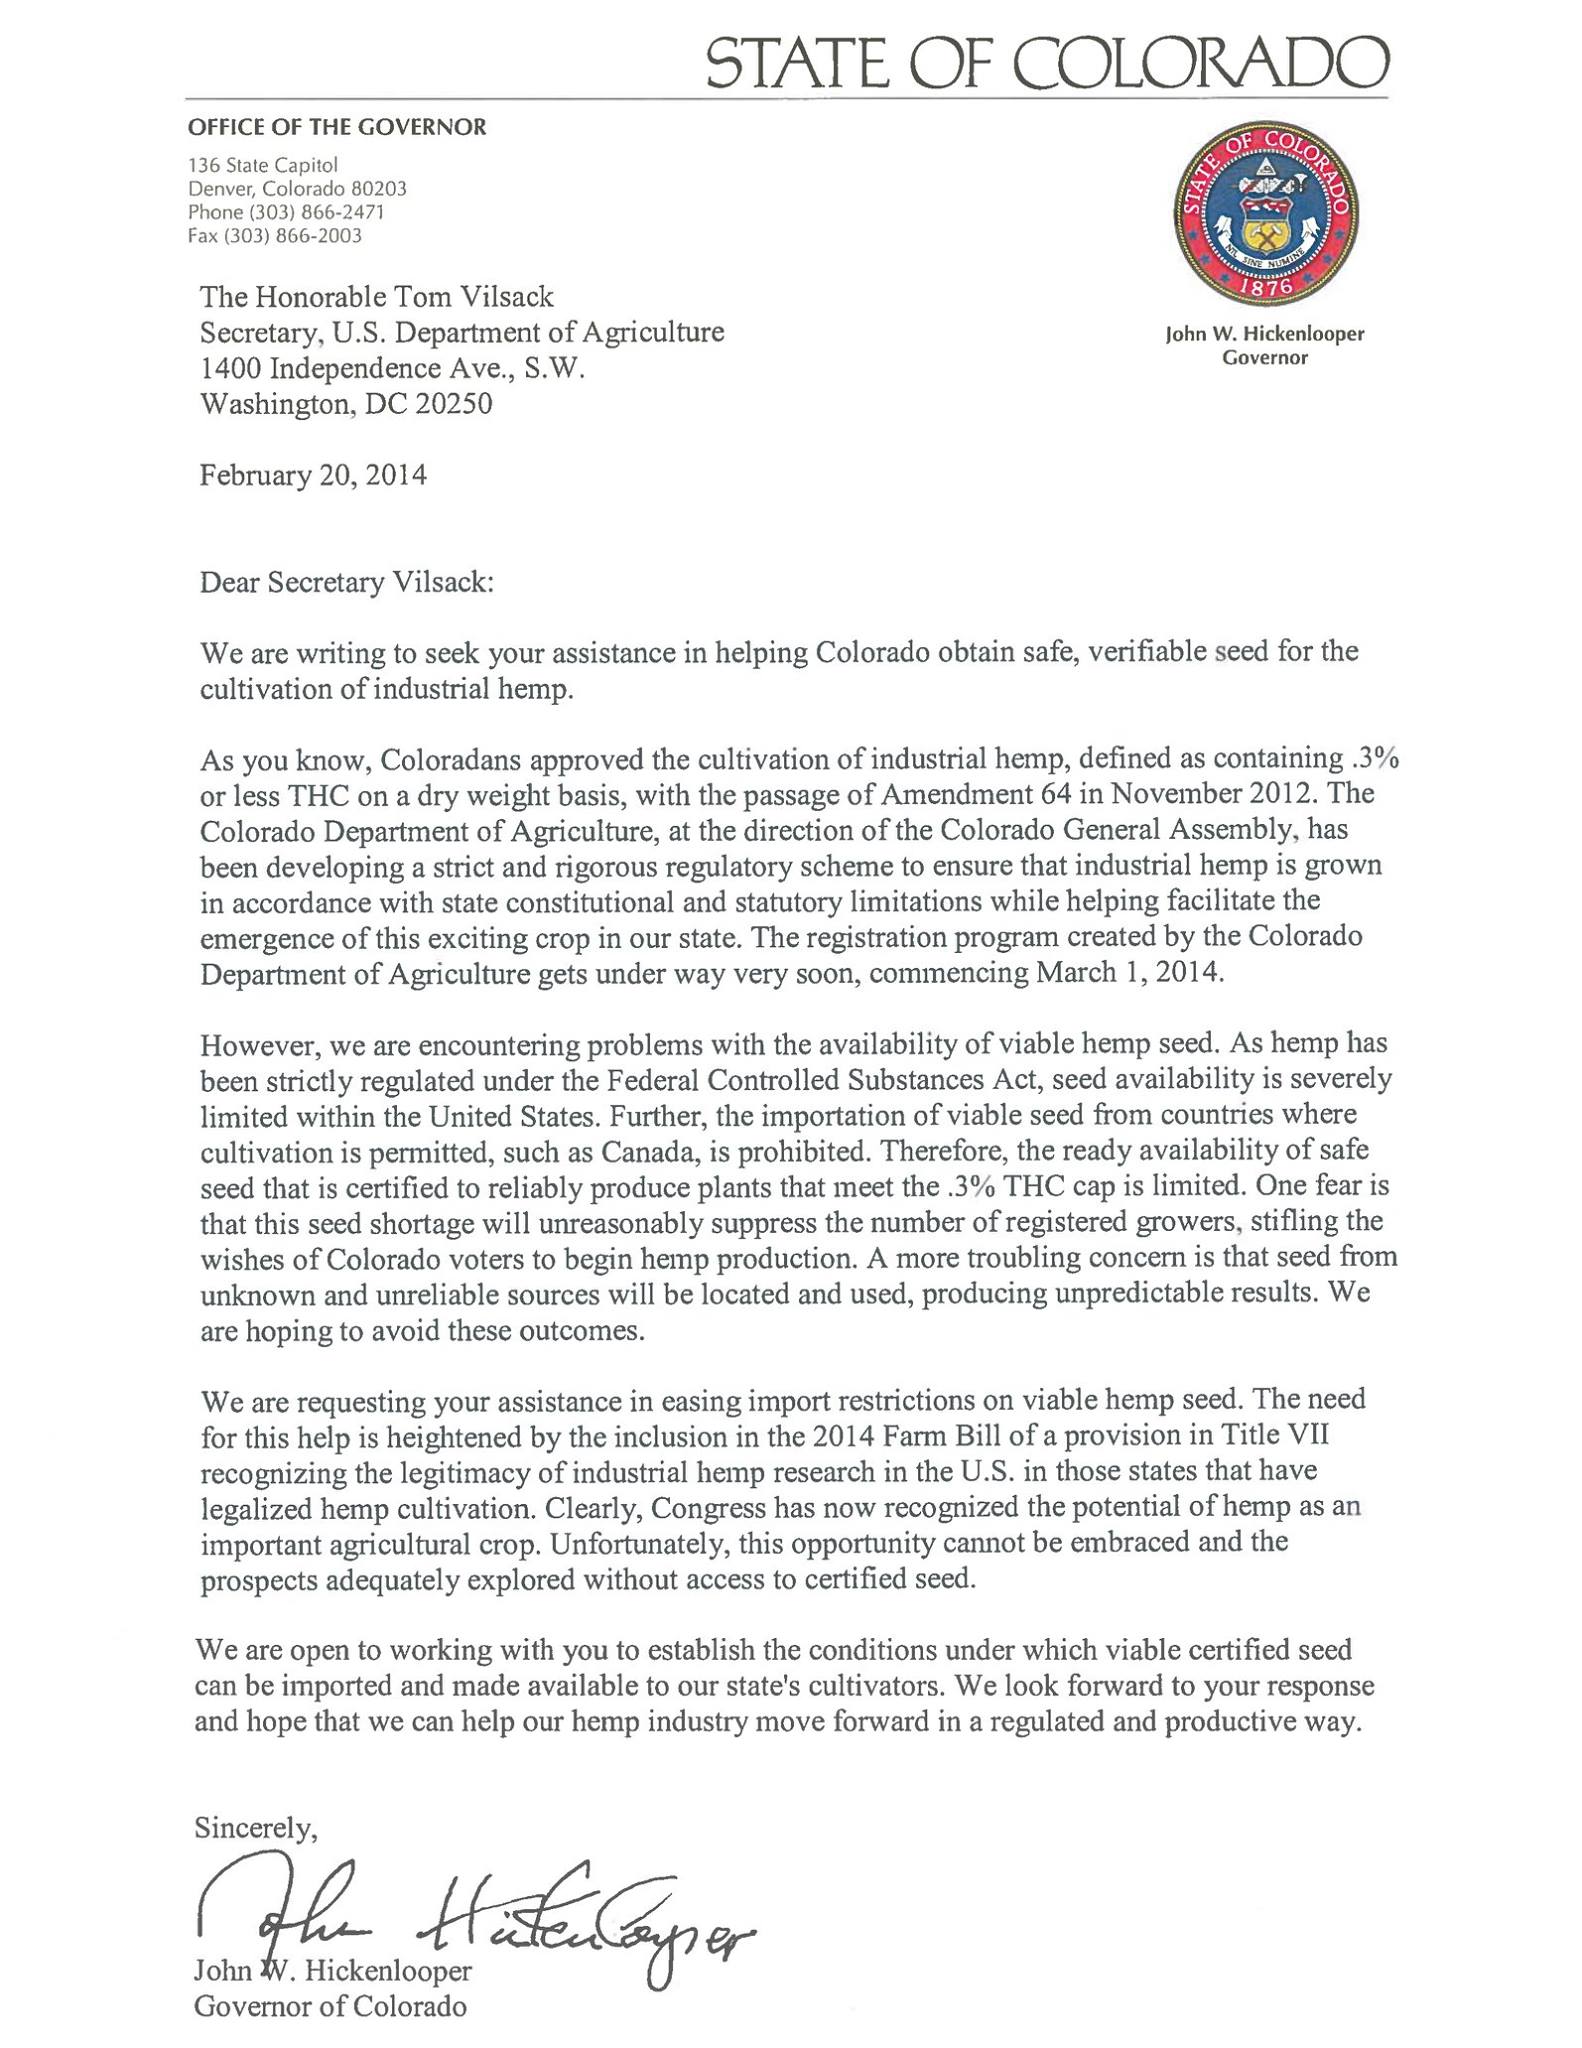 STATE OF COLORADO
OFFICE OF THE GOVERNOR
136 State Capitol
Denver, Colorado 80203
Phone (303) 866-2471
Fax (303) 866-2003
STATE OF COLORADO
NIL SINE NUMINE
1876
John W. Hickenlooper
Governor
The Honorable Tom Vilsack
Secretary, U.S. Department of Agriculture
1400 Independence Ave., S.W.
Washington, DC 20250
February 20, 2014
Dear Secretary Vilsack:
We are writing to seek your assistance in helping Colorado obtain safe, verifiable seed for the
cultivation of industrial hemp.
As you know, Coloradans approved the cultivation of industrial hemp, defined as containing .3%
or less THC on a dry weight basis, with the passage of Amendment 64 in November 2012. The
Colorado Department of Agriculture, at the direction of the Colorado General Assembly, has
been developing a strict and rigorous regulatory scheme to ensure that industrial hemp is grown
in accordance with state constitutional and statutory limitations while helping facilitate the
emergence of this exciting crop in our state. The registration program created by the Colorado
Department of Agriculture gets under way very soon, commencing March 1, 2014.
However, we are encountering problems with the availability of viable hemp seed. As hemp has
been strictly regulated under the Federal Controlled Substances Act, seed availability is severely
limited within the United States. Further, the importation of viable seed from countries where
cultivation is permitted, such as Canada, is prohibited. Therefore, the ready availability of safe
seed that is certified to reliably produce plants that meet the .3% THC cap is limited. One fear is
that this seed shortage will unreasonably suppress the number of registered growers, stifling the
wishes of Colorado voters to begin hemp production. A more troubling concern is that seed from
unknown and unreliable sources will be located and used, producing unpredictable results. We
are hoping to avoid these outcomes.
We are requesting your assistance in easing import restrictions on viable hemp seed. The need
for this help is heightened by the inclusion in the 2014 Farm Bill of a provision in Title VII
recognizing the legitimacy of industrial hemp research in the U.S. in those states that have
legalized hemp cultivation. Clearly, Congress has now recognized the potential of hemp as an
important agricultural crop. Unfortunately, this opportunity cannot be embraced and the
prospects adequately explored without access to certified seed.
We are open to working with you to establish the conditions under which viable certified seed
can be imported and made available to our state's cultivators. We look forward to your response
and hope that we can help our hemp industry move forward in a regulated and productive way.
Sincerely,
John Hickenlooper
John W. Hickenlooper
Governor of Colorado